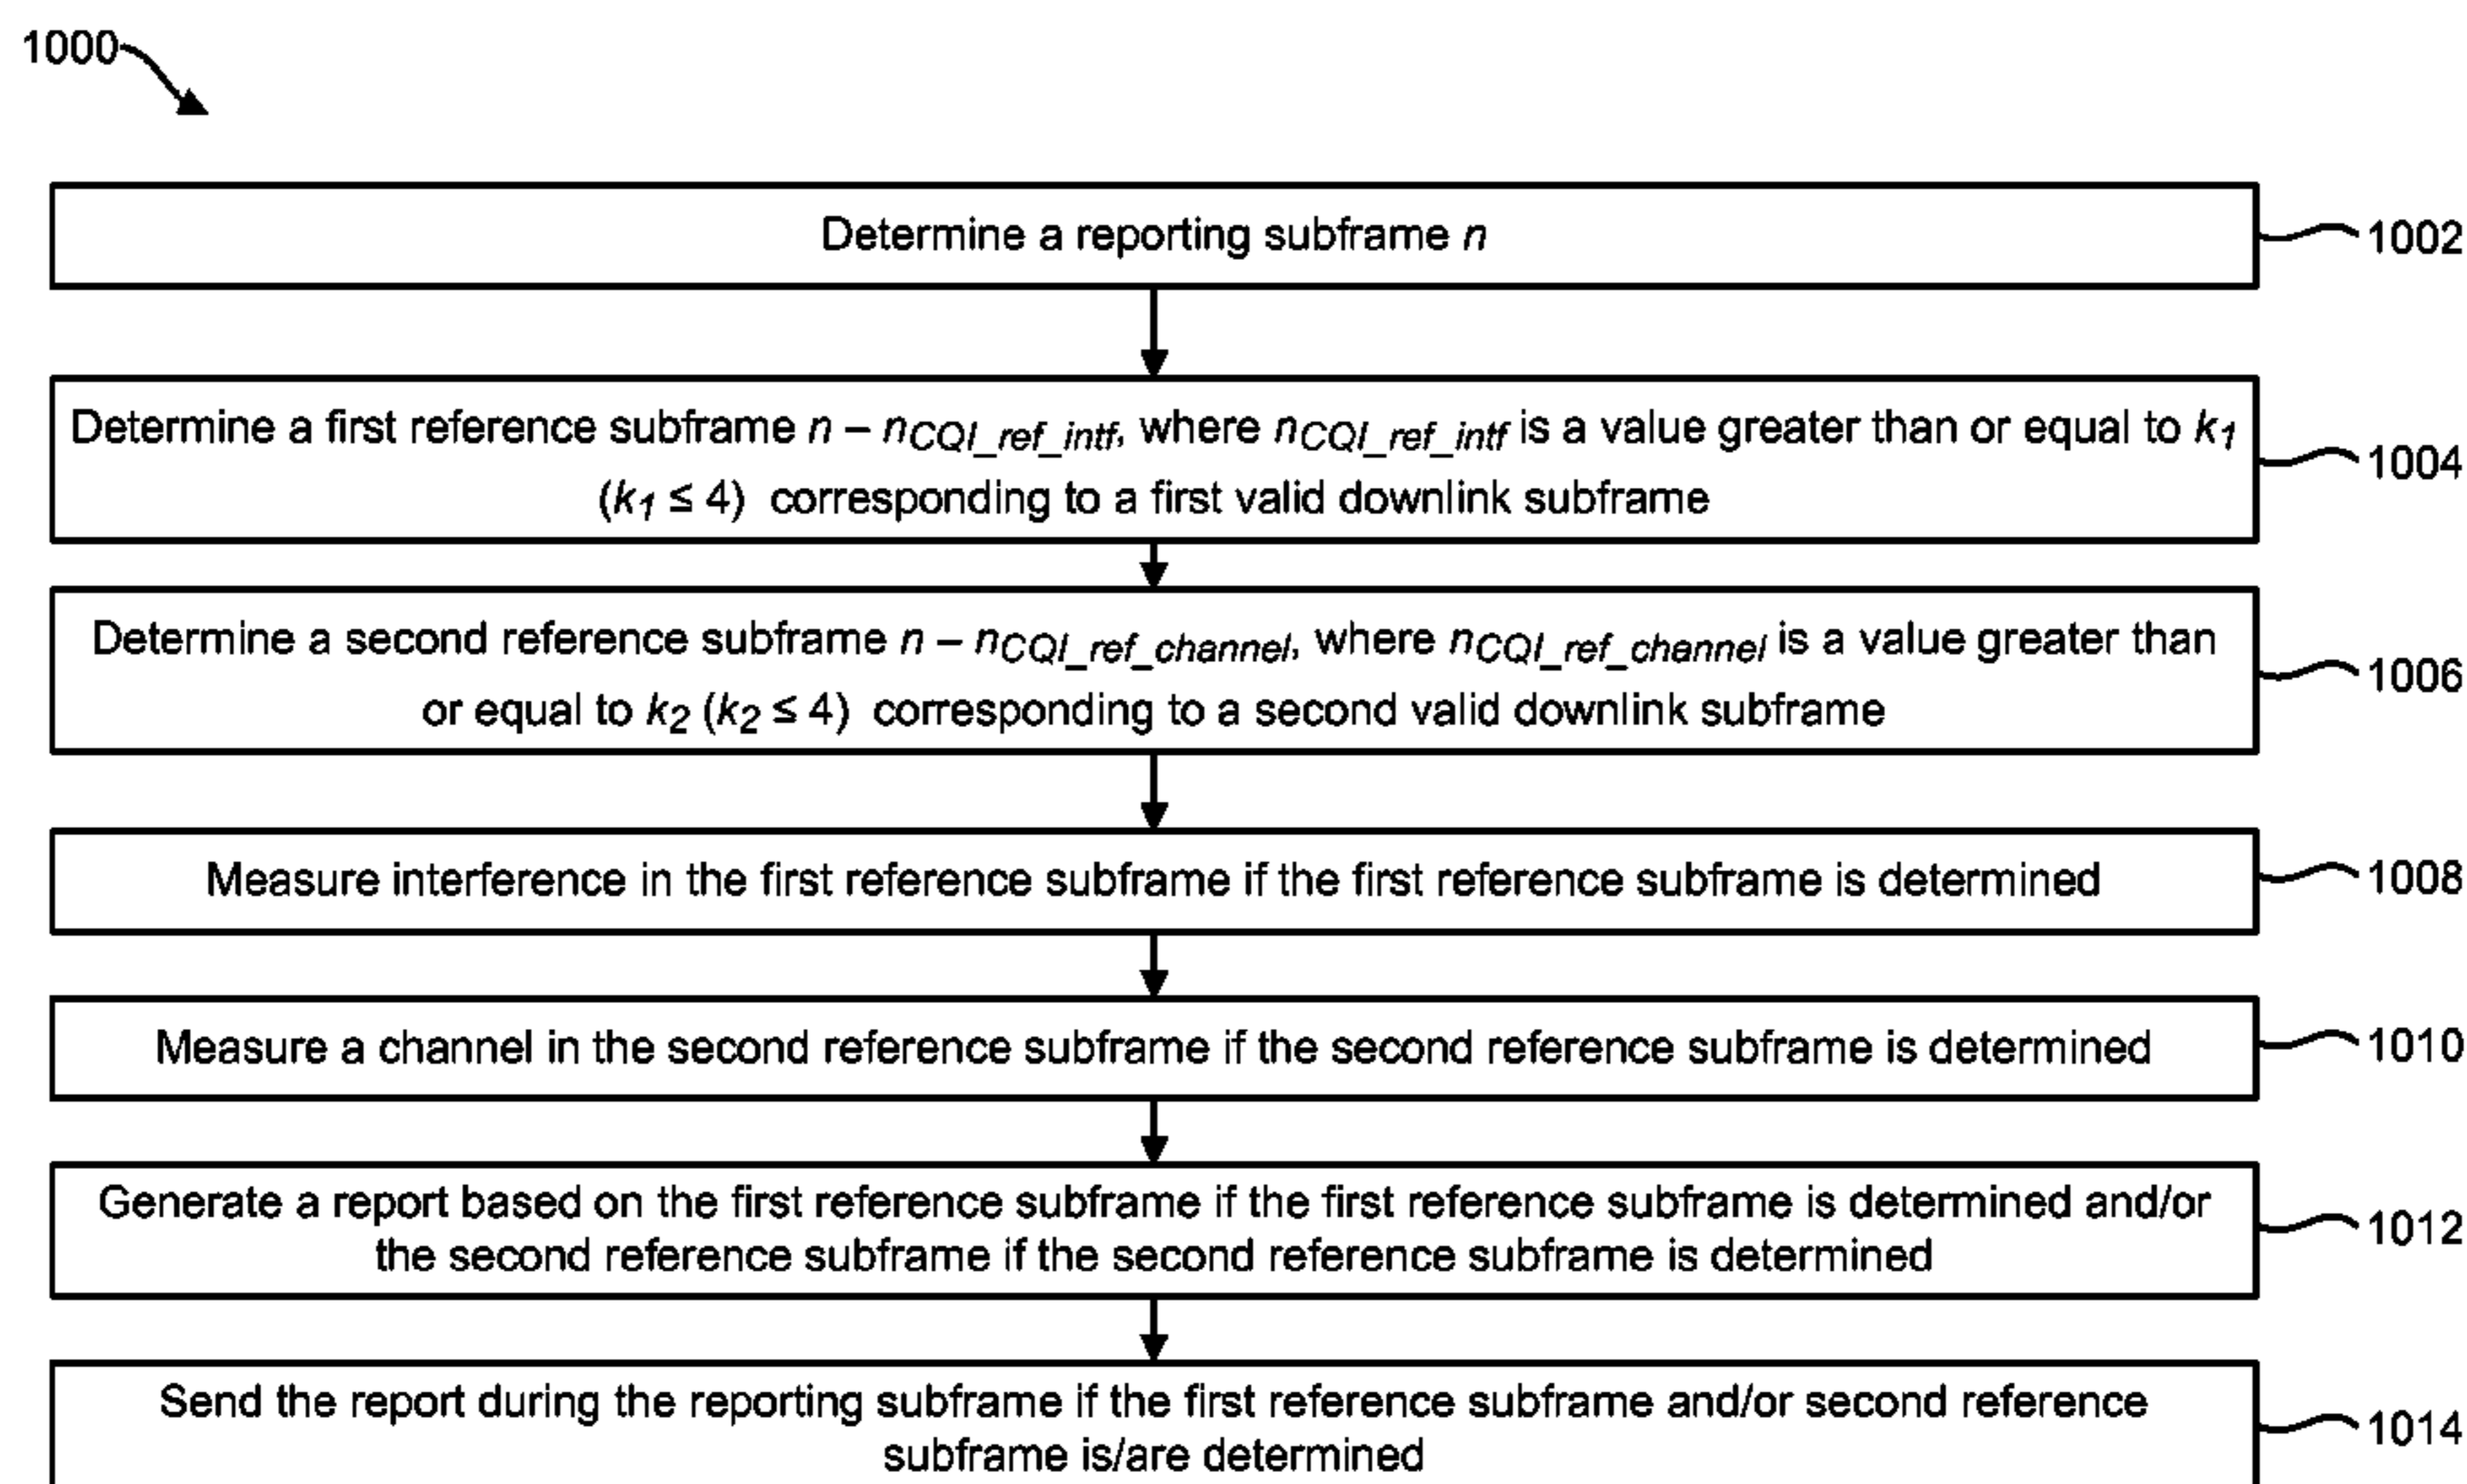 1000
Determine a reporting subframe n
1002
Determine a first reference subframe n – nCQI_ref_intf, where nCQI_ref_intf is a value greater than or equal to k1
(k1 ≤ 4) corresponding to a first valid downlink subframe
1004
Determine a second reference subframe n – nCQI_ref_channel, where nCQI_ref_channel is a value greater than
or equal to k2 (k2 ≤ 4) corresponding to a second valid downlink subframe
1006
Measure interference in the first reference subframe if the first reference subframe is determined
1008
Measure a channel in the second reference subframe if the second reference subframe is determined
1010
Generate a report based on the first reference subframe if the first reference subframe is determined and/or
the second reference subframe if the second reference subframe is determined
1012
Send the report during the reporting subframe if the first reference subframe and/or second reference
subframe is/are determined
1014